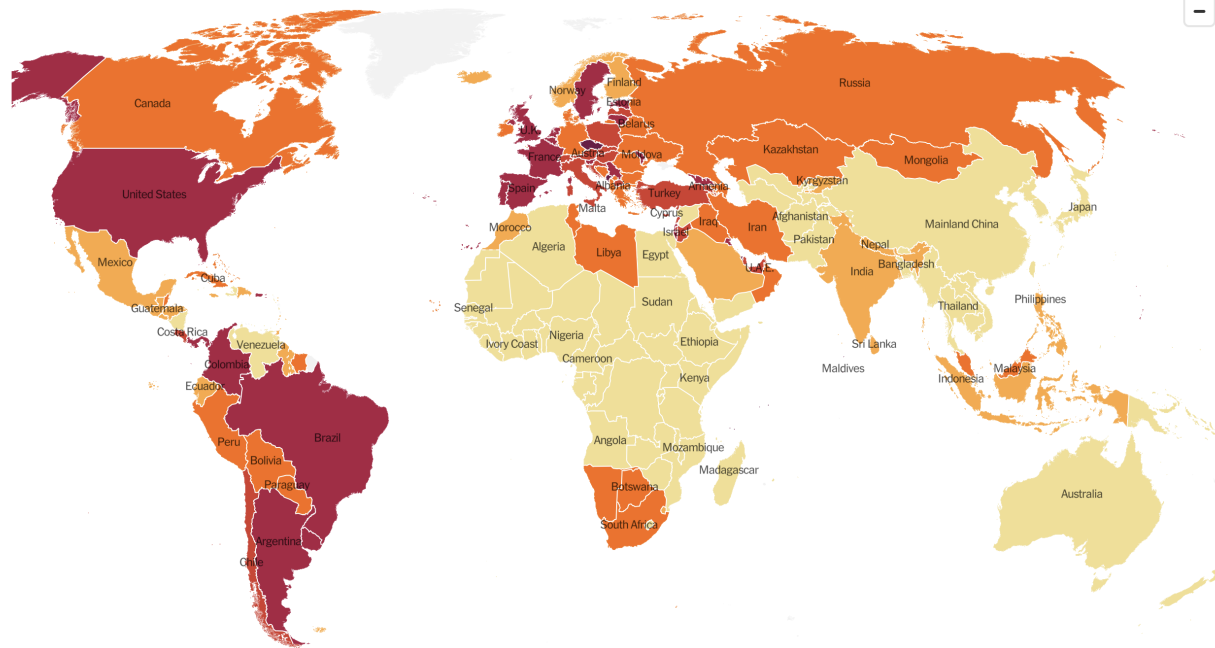 −
Russia
Finland
Norway
Canada
Estonia
Belarus
U.K.
Kazakhstan
France
Austria
Moldova
Mongolia
Kyrgyzstan
United States
Spain
Albania
Armenia
Turkey
Malta
Cyprus
Japan
Afghanistan
Iraq
Iran
Mainland China
Morocco
Israel
Pakistan
Algeria
Libya
Egypt
Nepal
Mexico
U.A.E.
India
Bangladesh
Cuba
Sudan
Philippines
Guatemala
Senegal
Thailand
Costa Rica
Nigeria
Ivory Coast
Ethiopia
Sri Lanka
Venezuela
Cameroon
Colombia
Maldives
Malaysia
Kenya
Indonesia
Ecuador
Brazil
Peru
Angola
Mozambique
Bolivia
Madagascar
Paraguay
Botswana
Australia
South Africa
Argentina
Chile